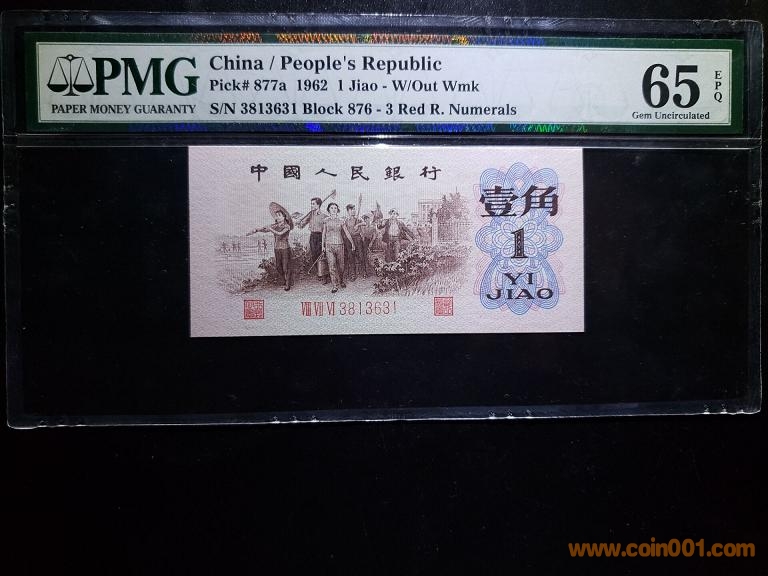 PMG
PAPER MONEY GUARANTY
China / People's Republic
Pick# 877a 1962 1 Jiao - W/Out Wmk
S/N 3813631 Block 876 - 3 Red R. Numerals
65 EPQ
Gem Uncirculated
中國人民銀行
壹角
1
YI
JIAO
VIII VII VI 3813631
www.coin001.com